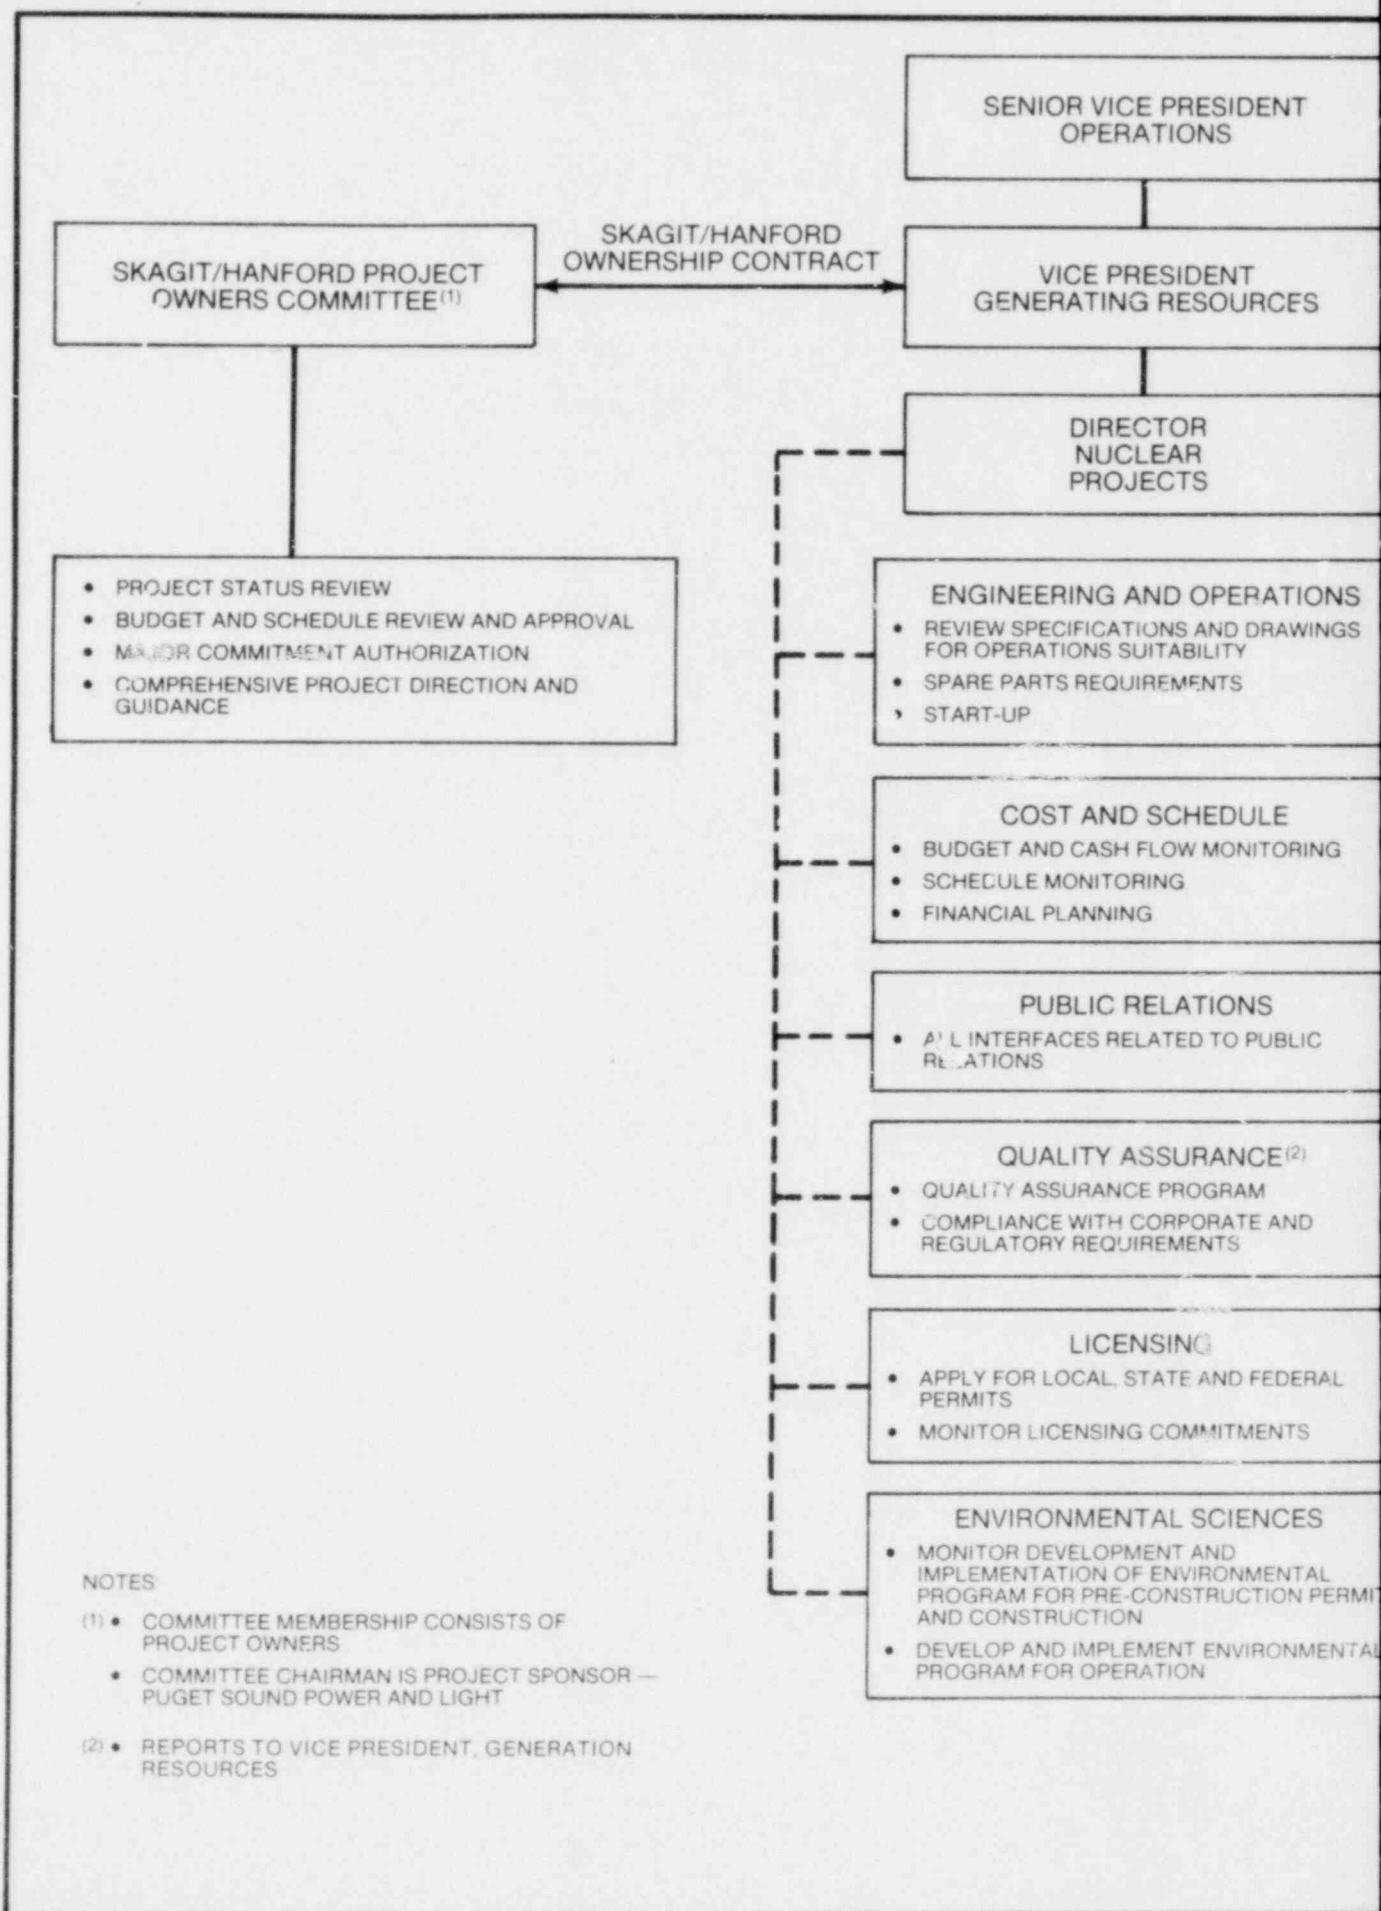 SENIOR VICE PRESIDENT
OPERATIONS
SKAGIT/HANFORD PROJECT
OWNERS COMMITTEE(1)
SKAGIT/HANFORD
OWNERSHIP CONTRACT
VICE PRESIDENT
GENERATING RESOURCES
DIRECTOR
NUCLEAR
PROJECTS
• PROJECT STATUS REVIEW
• BUDGET AND SCHEDULE REVIEW AND APPROVAL
• MAJOR COMMITMENT AUTHORIZATION
• COMPREHENSIVE PROJECT DIRECTION AND
GUIDANCE
ENGINEERING AND OPERATIONS
• REVIEW SPECIFICATIONS AND DRAWINGS
FOR OPERATIONS SUITABILITY
• SPARE PARTS REQUIREMENTS
• START-UP
COST AND SCHEDULE
• BUDGET AND CASH FLOW MONITORING
• SCHEDULE MONITORING
• FINANCIAL PLANNING
PUBLIC RELATIONS
• ALL INTERFACES RELATED TO PUBLIC
RELATIONS
QUALITY ASSURANCE(2)
• QUALITY ASSURANCE PROGRAM
• COMPLIANCE WITH CORPORATE AND
REGULATORY REQUIREMENTS
LICENSING
• APPLY FOR LOCAL, STATE AND FEDERAL
PERMITS
• MONITOR LICENSING COMMITMENTS
ENVIRONMENTAL SCIENCES
• MONITOR DEVELOPMENT AND
IMPLEMENTATION OF ENVIRONMENTAL
PROGRAM FOR PRE-CONSTRUCTION PERMIT
AND CONSTRUCTION
• DEVELOP AND IMPLEMENT ENVIRONMENTAL
PROGRAM FOR OPERATION
NOTES
(1) • COMMITTEE MEMBERSHIP CONSISTS OF
PROJECT OWNERS
• COMMITTEE CHAIRMAN IS PROJECT SPONSOR —
PUGET SOUND POWER AND LIGHT
(2) • REPORTS TO VICE PRESIDENT, GENERATION
RESOURCES